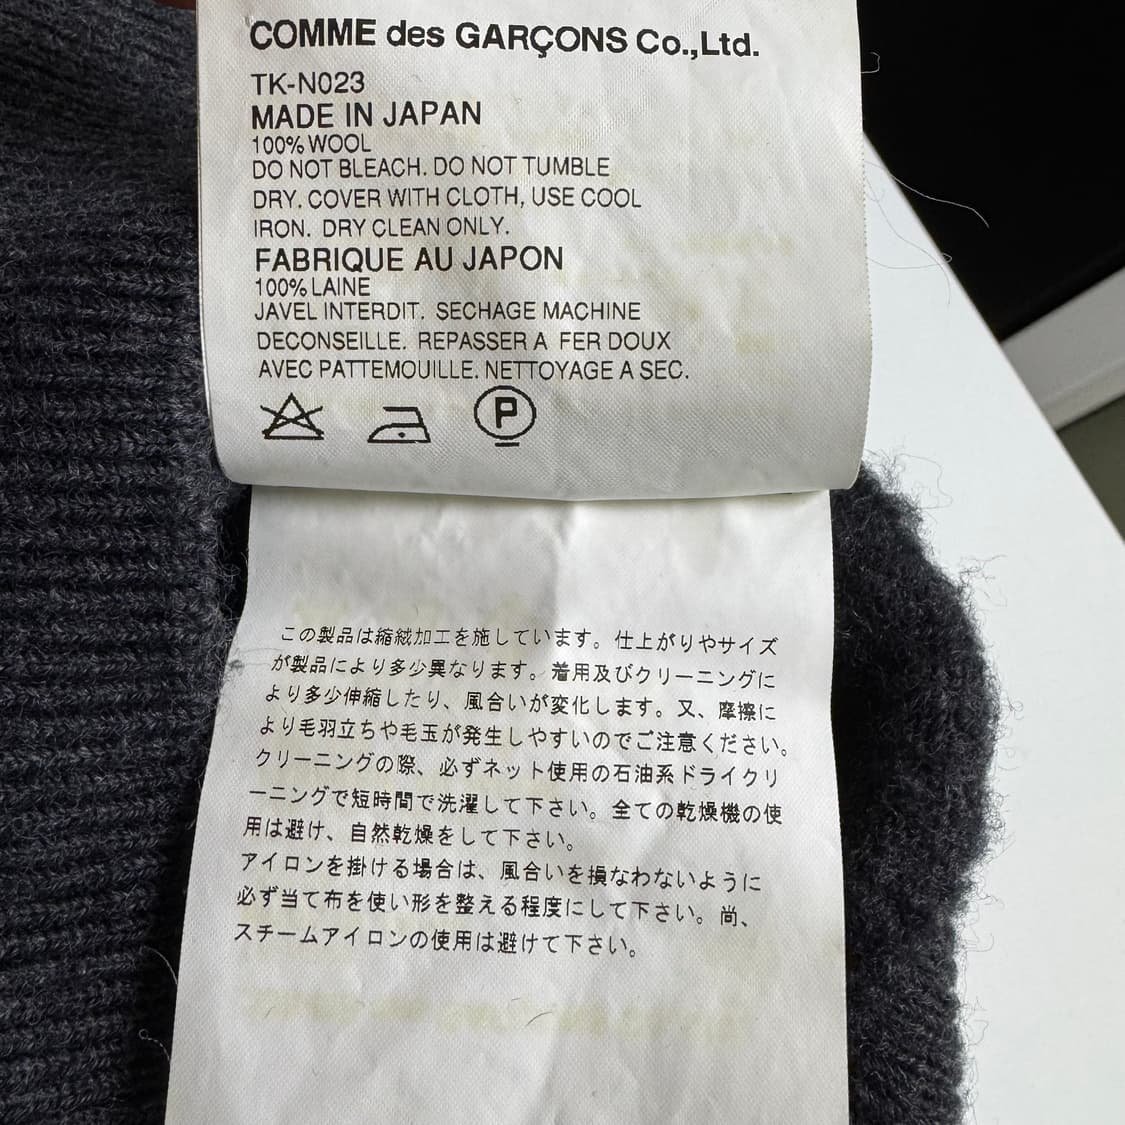 COMME des GARÇONS Co.,Ltd.
TK-N023
MADE IN JAPAN
100% WOOL
DO NOT BLEACH. DO NOT TUMBLE
DRY. COVER WITH CLOTH, USE COOL
IRON. DRY CLEAN ONLY.
FABRIQUE AU JAPON
100% LAINE
JAVEL INTERDIT. SECHAGE MACHINE
DECONSEILLE. REPASSER A FER DOUX
AVEC PATTEMOUILLE. NETTOYAGE A SEC.
P
この製品は縮絨加工を施しています。仕上がりやサイズ
が製品により多少異なります。着用及びクリーニングに
より多少伸縮したり、風合いが変化します。又、摩擦に
より毛羽立ちや毛玉が発生しやすいのでご注意ください。
クリーニングの際、必ずネット使用の石油系ドライクリ
ーニングで短時間で洗濯して下さい。全ての乾燥機の使
用は避け、自然乾燥をして下さい。
アイロンを掛ける場合は、風合いを損なわないように
必ず当て布を使い形を整える程度にして下さい。尚、
スチームアイロンの使用は避けて下さい。